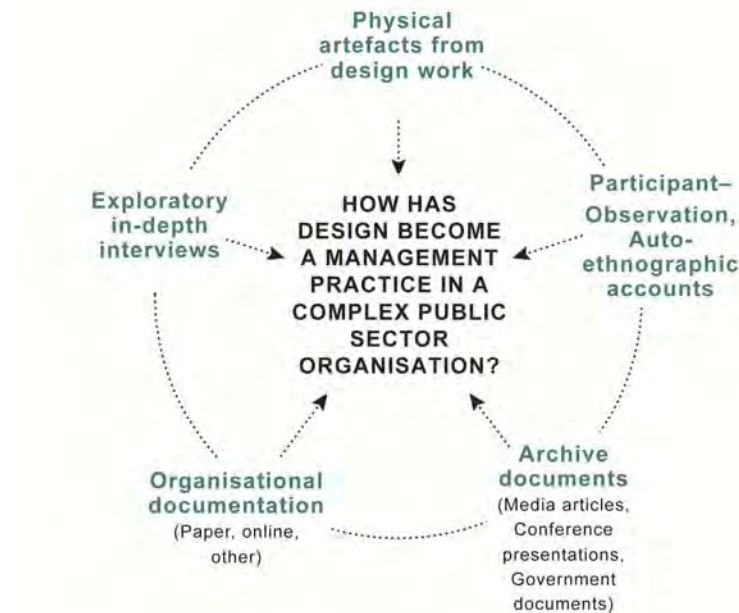 Physical
artefacts from
design work
Exploratory
in-depth
interviews
HOW HAS
DESIGN BECOME
A MANAGEMENT
PRACTICE IN A
COMPLEX PUBLIC
SECTOR
ORGANISATION?
Participant–
Observation,
Auto-
ethnographic
accounts
Organisational
documentation
(Paper, online,
other)
Archive
documents
(Media articles,
Conference
presentations,
Government
documents)